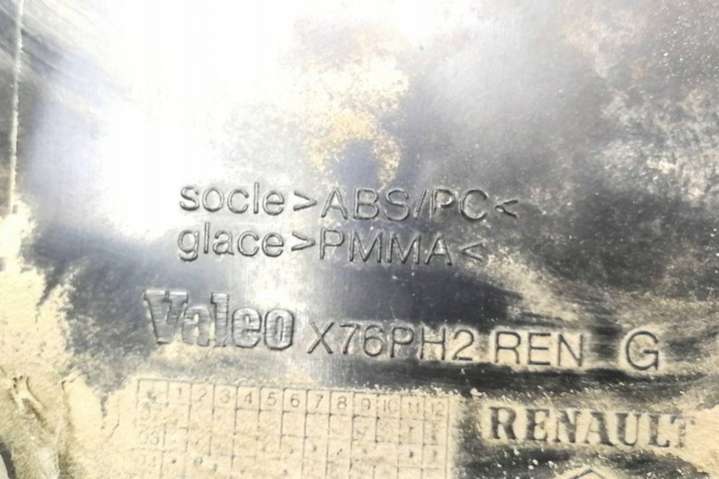 socle>ABS/PC<
glace>PMMA<
Valeo X76PH2 REN G
1 2 3 4 5 6 7 8 9 10 11 12
RENAULT